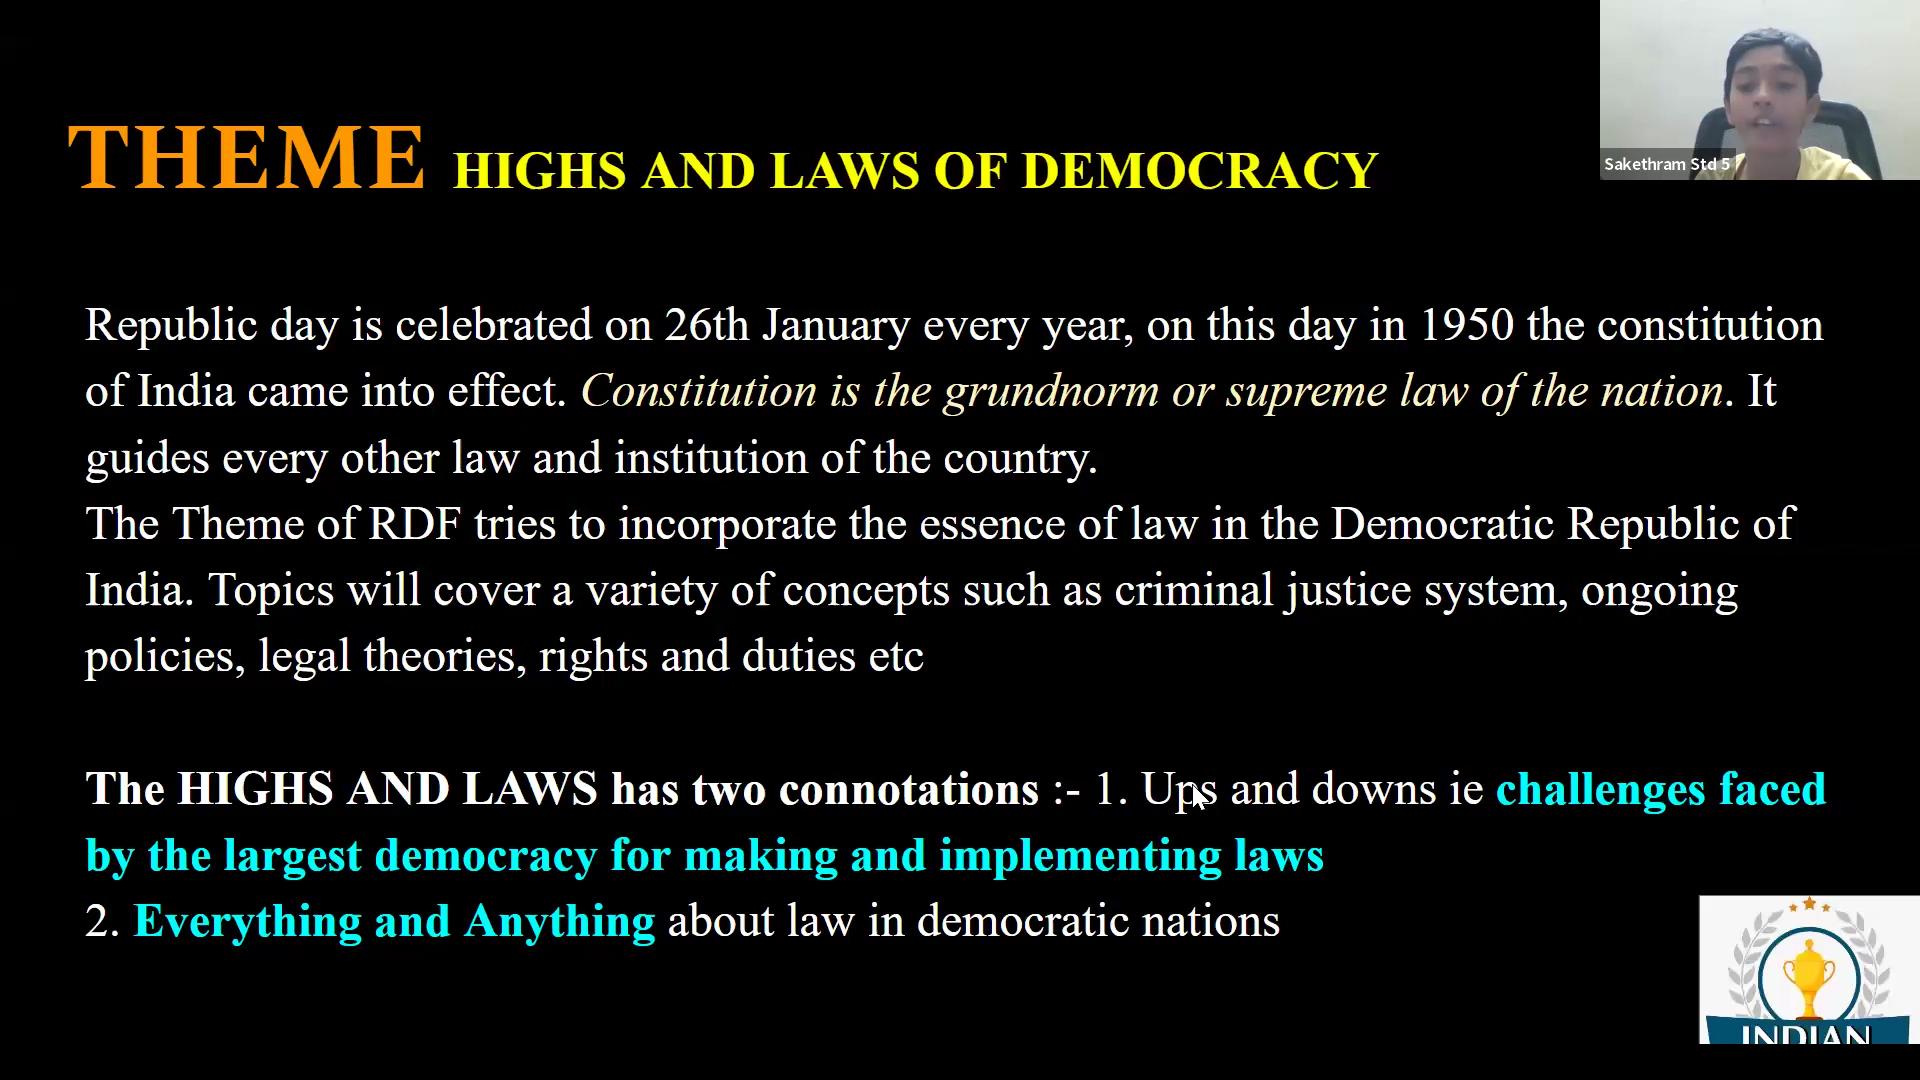 THEME HIGHS AND LAWS OF DEMOCRACY
Sakethram Std 5
Republic day is celebrated on 26th January every year, on this day in 1950 the constitution
of India came into effect. Constitution is the grundnorm or supreme law of the nation. It
guides every other law and institution of the country.
The Theme of RDF tries to incorporate the essence of law in the Democratic Republic of
India. Topics will cover a variety of concepts such as criminal justice system, ongoing
policies, legal theories, rights and duties etc
The HIGHS AND LAWS has two connotations :- 1. Ups and downs ie challenges faced
by the largest democracy for making and implementing laws
2. Everything and Anything about law in democratic nations
INDIAN